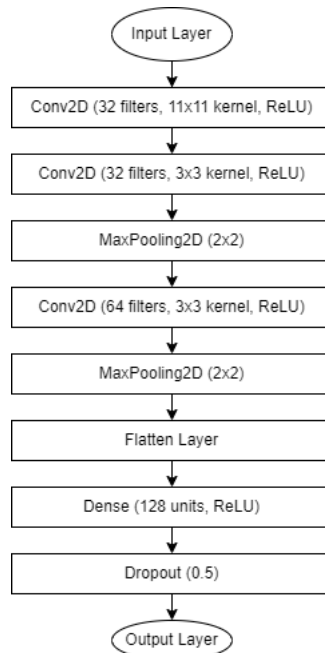 Input Layer
Conv2D (32 filters, 11x11 kernel, ReLU)
Conv2D (32 filters, 3x3 kernel, ReLU)
MaxPooling2D (2x2)
Conv2D (64 filters, 3x3 kernel, ReLU)
MaxPooling2D (2x2)
Flatten Layer
Dense (128 units, ReLU)
Dropout (0.5)
Output Layer